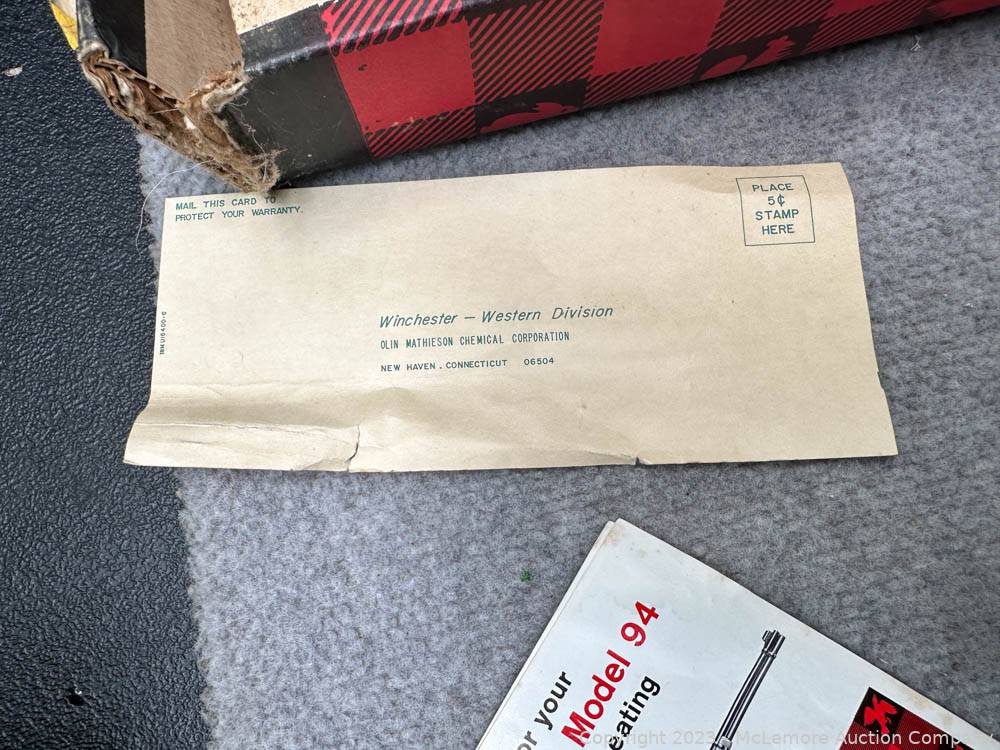 MAIL THIS CARD TO
PROTECT YOUR WARRANTY.
PLACE
5¢
STAMP
HERE
Winchester – Western Division
OLIN MATHIESON CHEMICAL CORPORATION
NEW HAVEN . CONNECTICUT 06504
or your
Model 94
eating
Copyright 2023 McLemore Auction Company